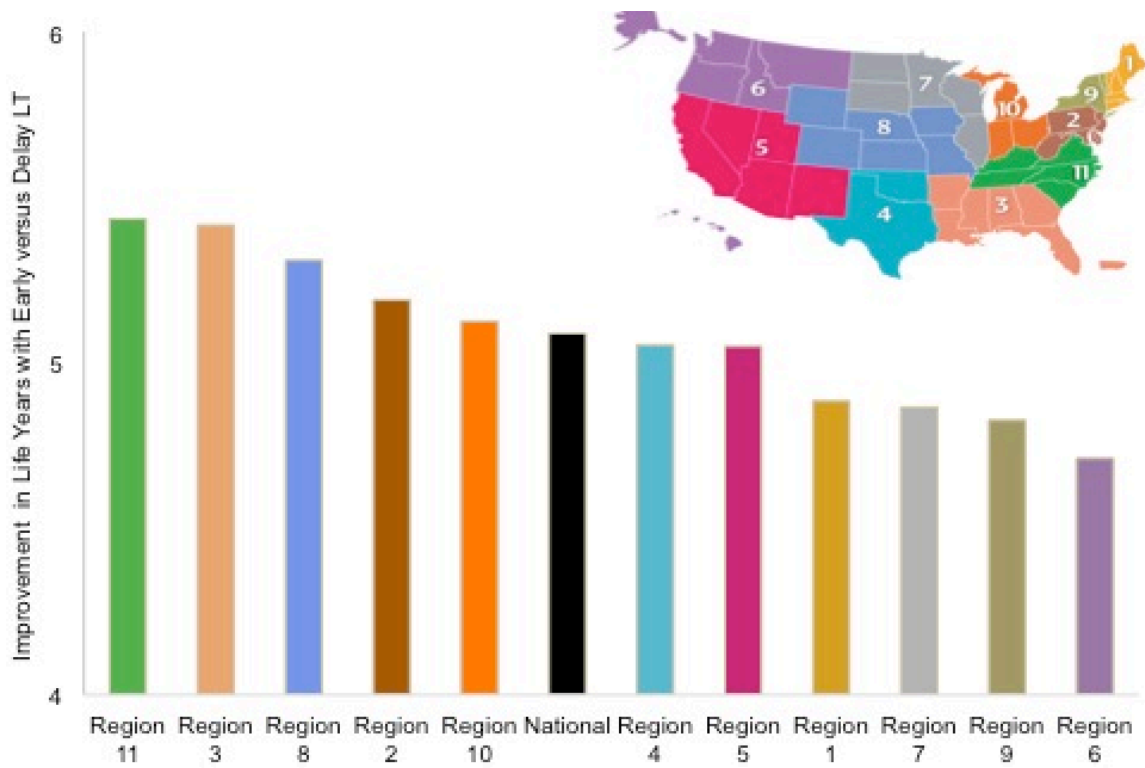 Improvement in Life Years with Early versus Delay LT
6
5
4
Region 11
Region 3
Region 8
Region 2
Region 10
National
Region 4
Region 5
Region 1
Region 7
Region 9
Region 6
1
9
7
10
6
2
8
5
11
3
4